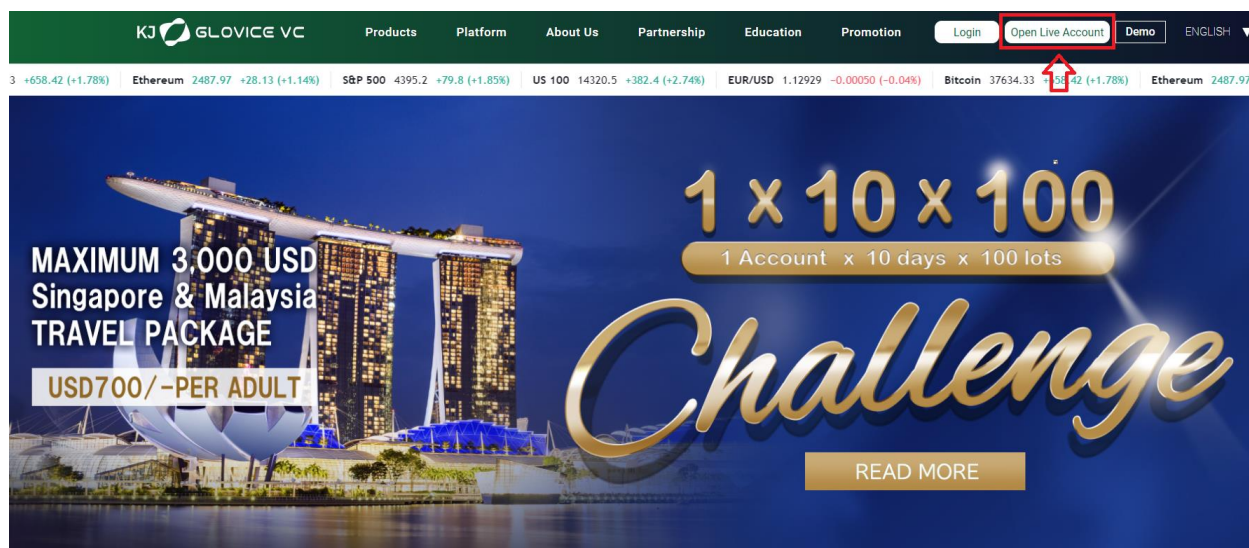 KJ GLOVICE VC Products Platform About Us Partnership Education Promotion Login Open Live Account Demo ENGLISH ▼
3 +658.42 (+1.78%) Ethereum 2487.97 +28.13 (+1.14%) S&P 500 4395.2 +79.8 (+1.85%) US 100 14320.5 +382.4 (+2.74%) EUR/USD 1.12929 -0.00050 (-0.04%) Bitcoin 37634.33 +658.42 (+1.78%) Ethereum 2487.97
1 x 10 x 100
1 Account x 10 days x 100 lots
MAXIMUM 3,000 USD
Singapore & Malaysia
TRAVEL PACKAGE
USD700/-PER ADULT
Challenge
READ MORE